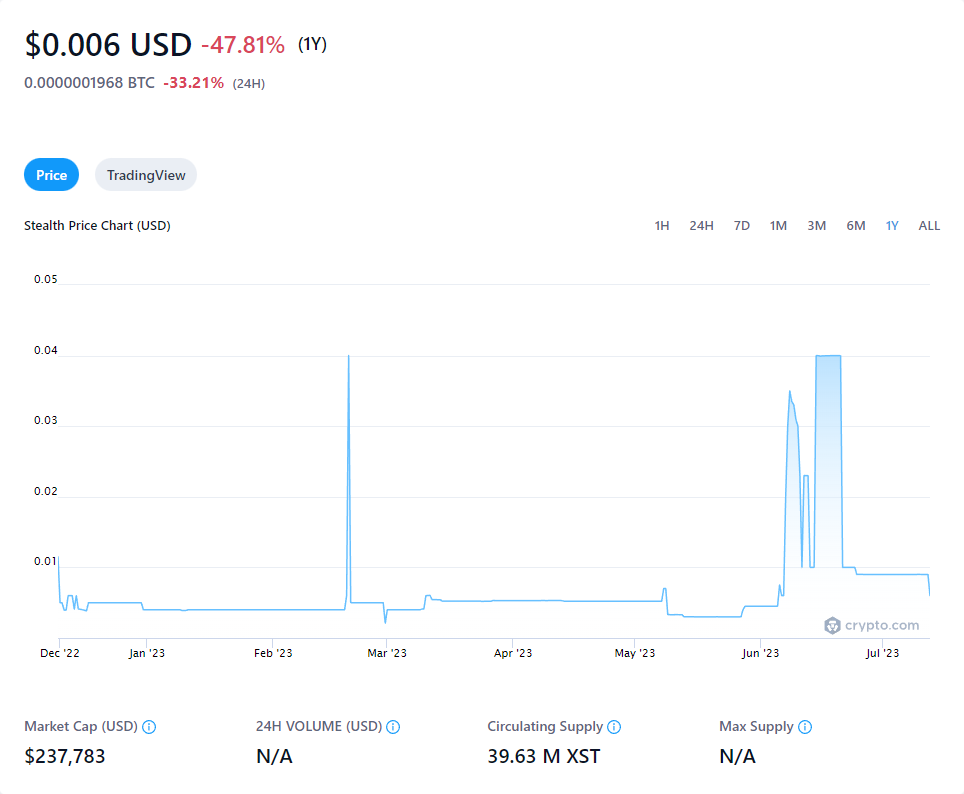 $0.006 USD -47.81% (1Y)
0.0000001968 BTC -33.21% (24H)
Price TradingView
Stealth Price Chart (USD) 1H 24H 7D 1M 3M 6M 1Y ALL
0.05
0.04
0.03
0.02
0.01
crypto.com
Dec '22 Jan '23 Feb '23 Mar '23 Apr '23 May '23 Jun '23 Jul '23
Market Cap (USD) 24H VOLUME (USD) Circulating Supply Max Supply
$237,783 N/A 39.63 M XST N/A